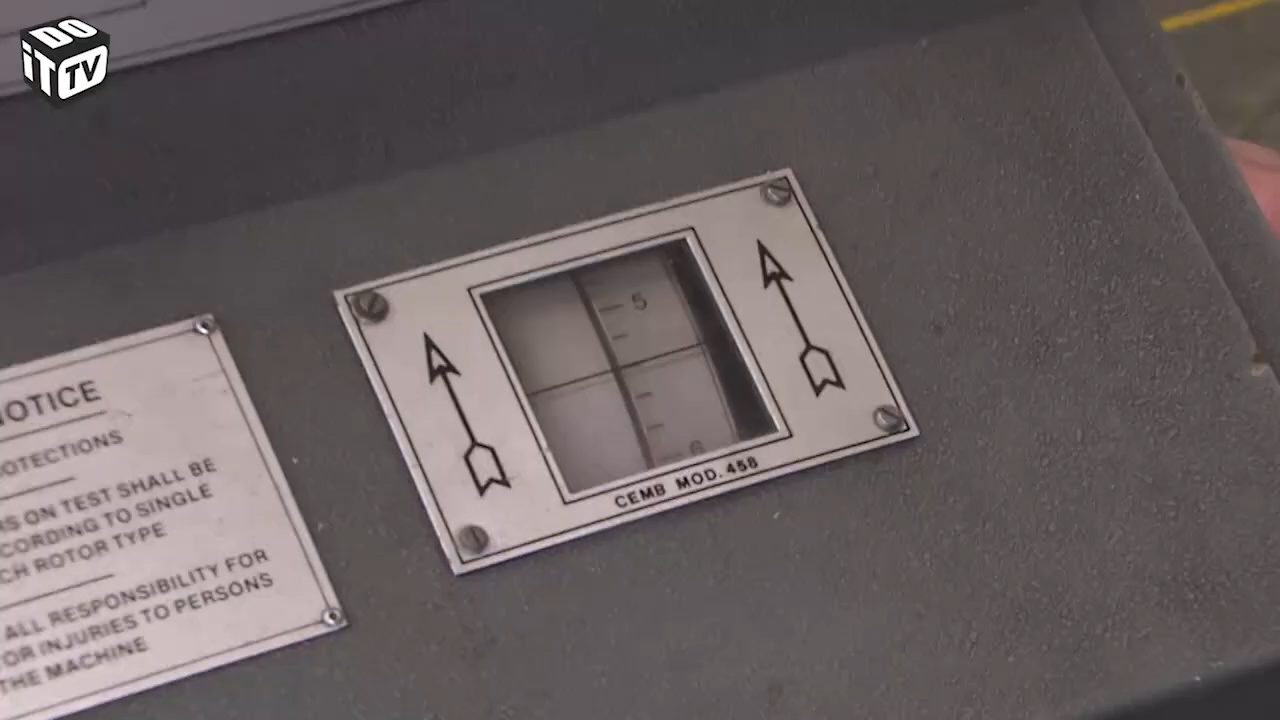 DO
iT TV
NOTICE
OTECTIONS
RS ON TEST SHALL BE
CCORDING TO SINGLE
CH ROTOR TYPE
ALL RESPONSIBILITY FOR
OR INJURIES TO PERSONS
THE MACHINE
5
6
CEMB MOD. 458